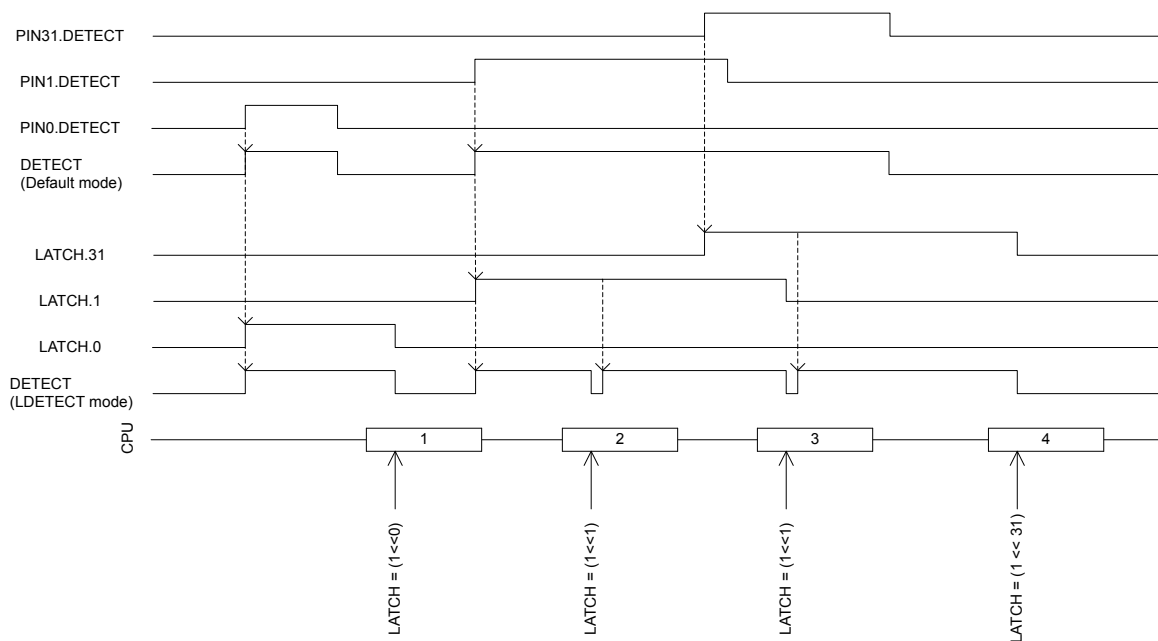 PIN31.DETECT
PIN1.DETECT
PIN0.DETECT
DETECT
(Default mode)
LATCH.31
LATCH.1
LATCH.0
DETECT
(LDETECT mode)
CPU
1
2
3
4
LATCH = (1<<0)
LATCH = (1<<1)
LATCH = (1<<1)
LATCH = (1 << 31)